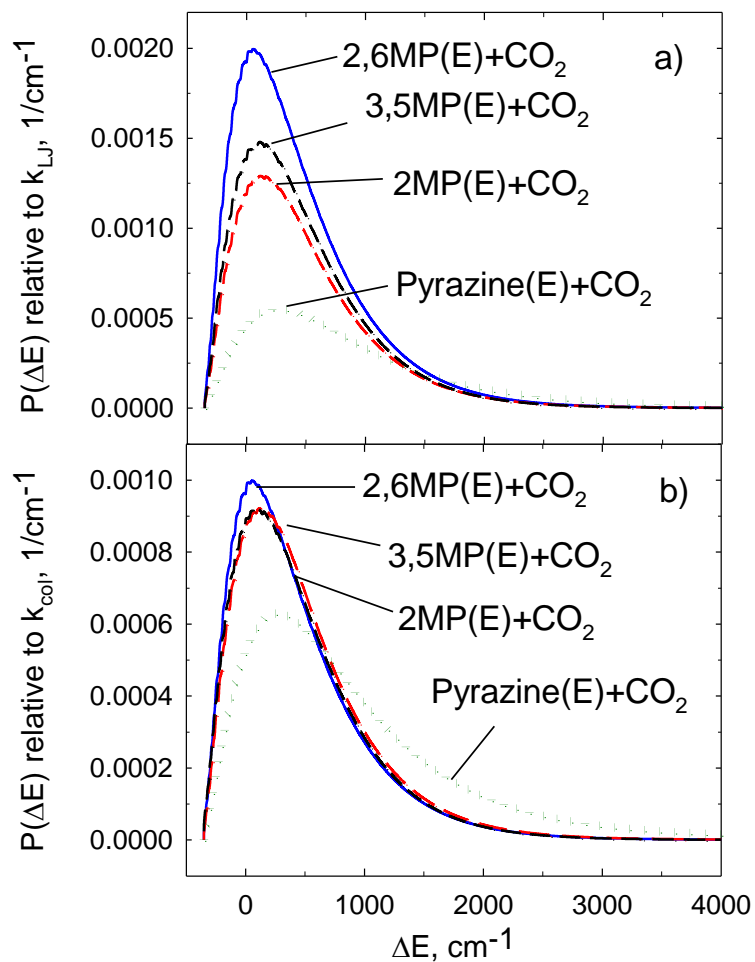 a)
0.0020
0.0015
0.0010
0.0005
0.0000
P(ΔE) relative to k_LJ, 1/cm⁻¹
2,6MP(E)+CO₂
3,5MP(E)+CO₂
2MP(E)+CO₂
Pyrazine(E)+CO₂
b)
0.0010
0.0008
0.0006
0.0004
0.0002
0.0000
P(ΔE) relative to k_col, 1/cm⁻¹
2,6MP(E)+CO₂
3,5MP(E)+CO₂
2MP(E)+CO₂
Pyrazine(E)+CO₂
0 1000 2000 3000 4000
ΔE, cm⁻¹